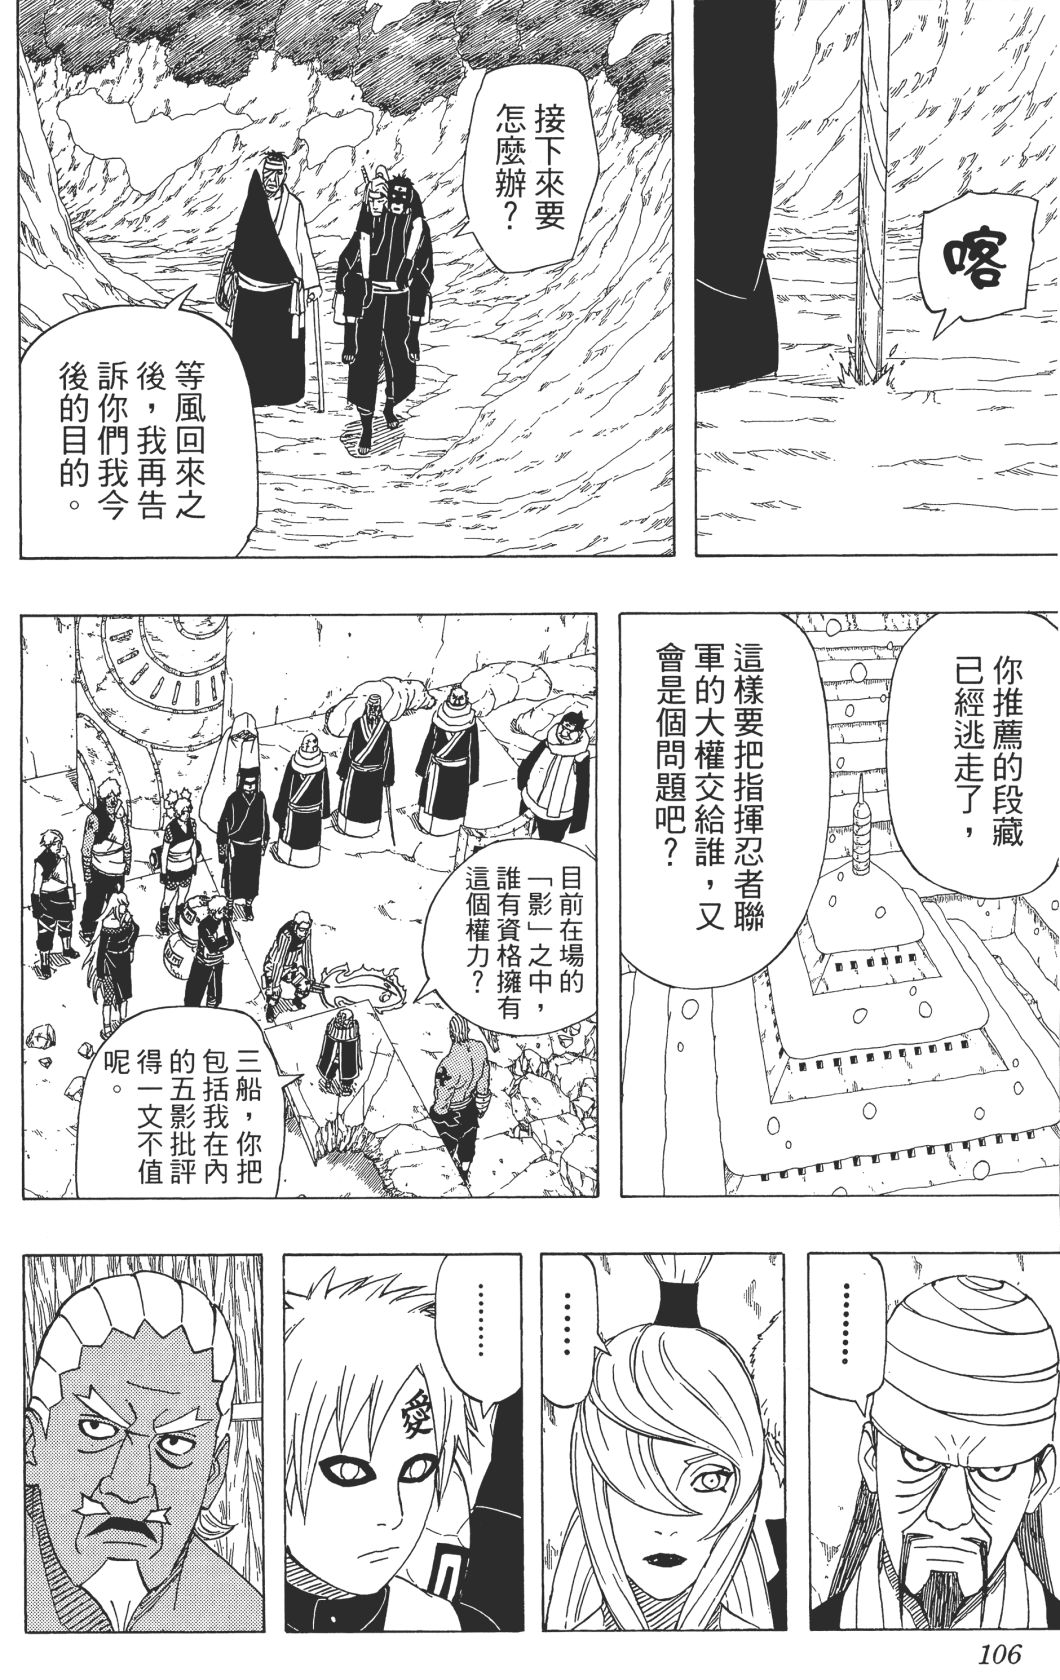 喀
接下來要
怎麼辦？
等風回來之
後，我再告
訴你們我今
後的目的。
你推薦的段藏
已經逃走了，
這樣要把指揮忍者聯
軍的大權交給誰，又
會是個問題吧？
目前在場的
「影」之中，
誰有資格擁有
這個權力？
三船，你把
包括我在內
的五影批評
得一文不值
呢。
⋯⋯
⋯⋯
⋯⋯⋯
愛
106